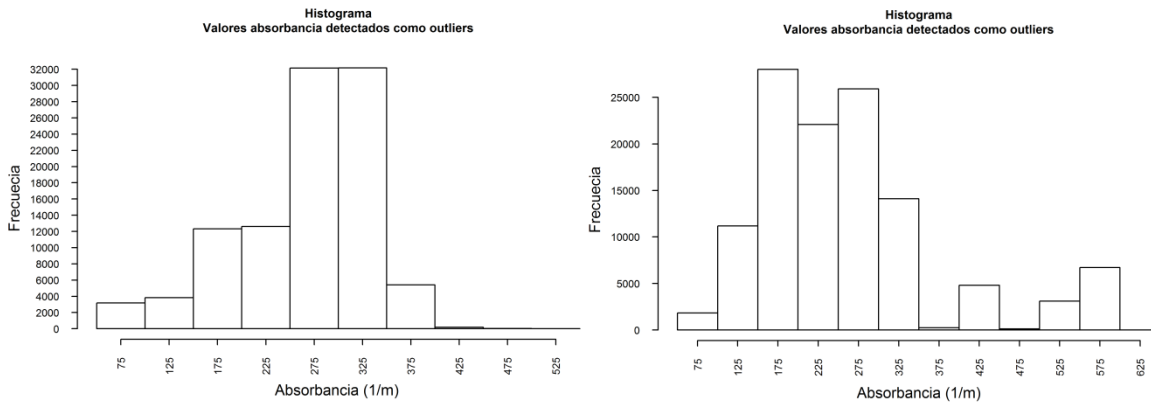 Histograma
Valores absorbancia detectados como outliers
32000
30000
28000
26000
24000
22000
20000
18000
16000
14000
12000
10000
8000
6000
4000
2000
0
Frecuecia
75 125 175 225 275 325 375 425 475 525
Absorbancia (1/m)
Histograma
Valores absorbancia detectados como outliers
25000
20000
15000
10000
5000
0
Frecuecia
75 125 175 225 275 325 375 425 475 525 575 625
Absorbancia (1/m)